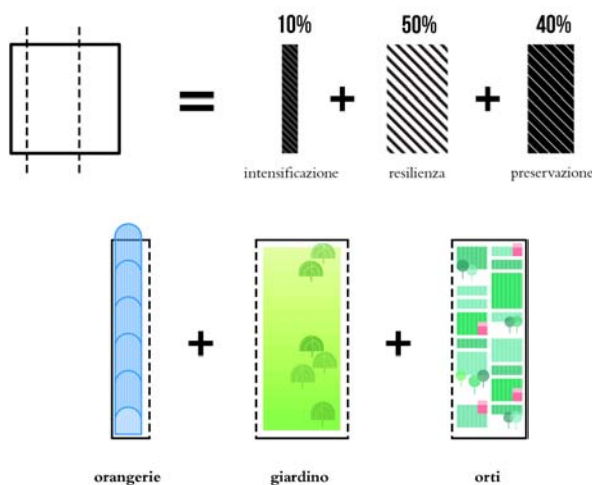 10%
50%
40%
=
+
+
intensificazione
resilienza
preservazione
+
+
orangerie
giardino
orti